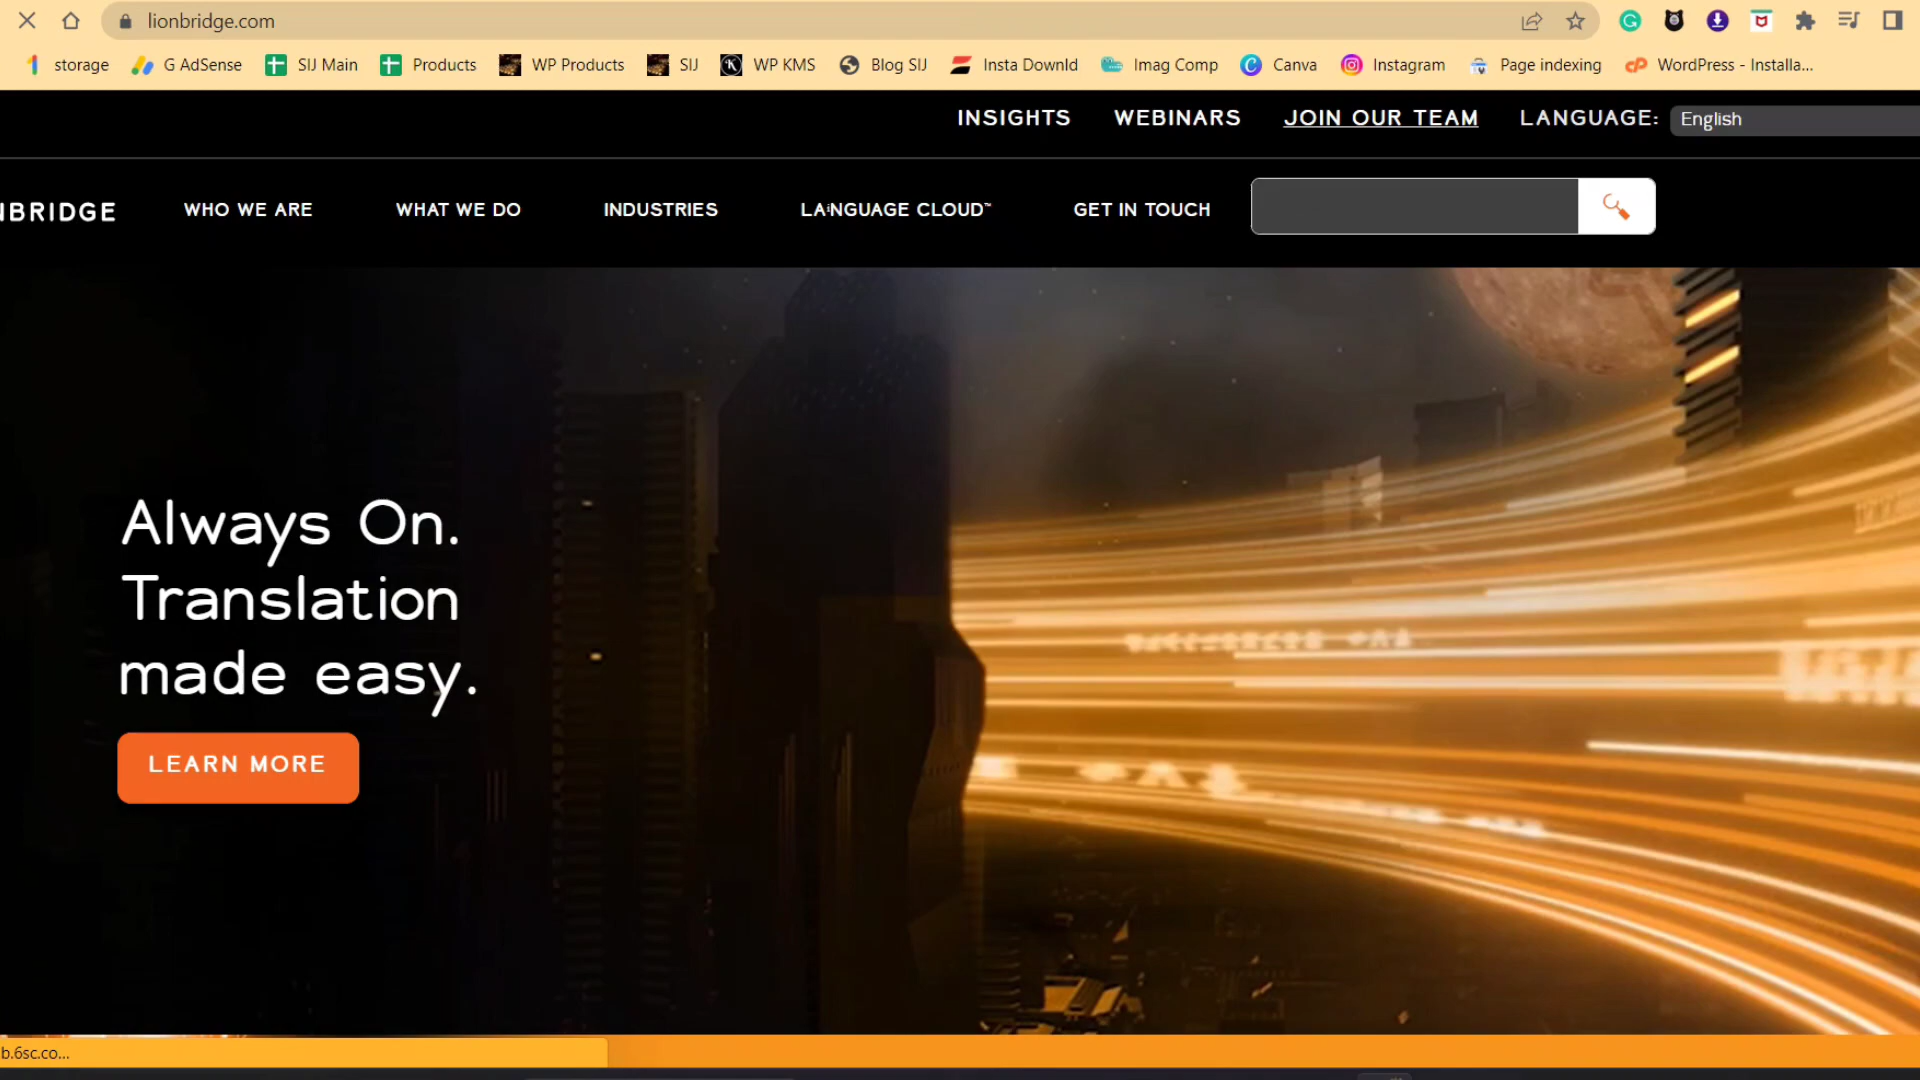 lionbridge.com
storage G AdSense SIJ Main Products WP Products SIJ WP KMS Blog SIJ Insta Downld Imag Comp Canva Instagram Page indexing WordPress - Installa...
INSIGHTS WEBINARS JOIN OUR TEAM LANGUAGE: English
NBRIDGE WHO WE ARE WHAT WE DO INDUSTRIES LAiNGUAGE CLOUD™ GET IN TOUCH
Always On.
Translation
made easy.
LEARN MORE
b.6sc.co...